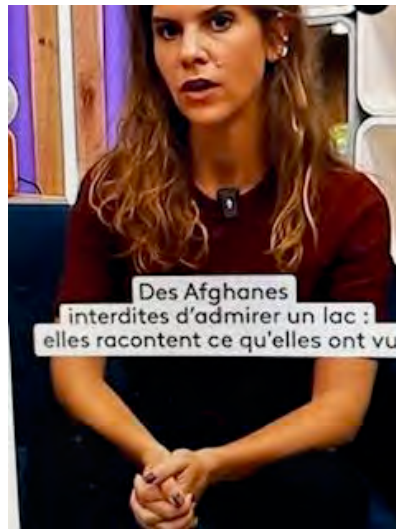 Des Afghanes
interdites d'admirer un lac :
elles racontent ce qu'elles ont vu